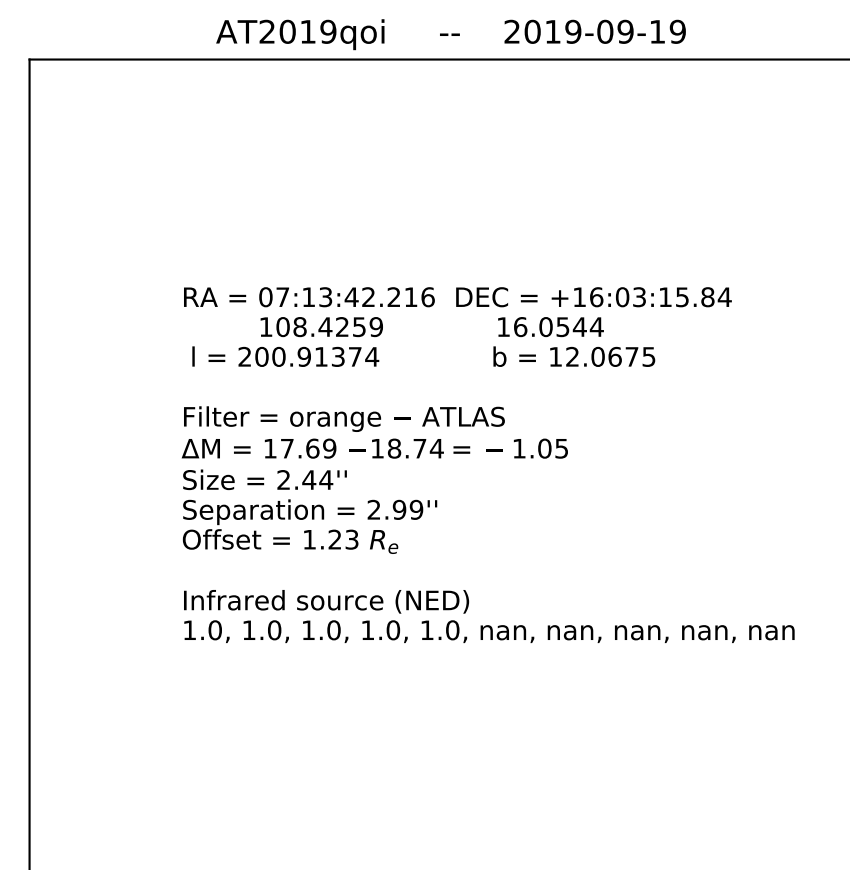 AT2019qoi -- 2019-09-19
RA = 07:13:42.216 DEC = +16:03:15.84
108.4259 16.0544
l = 200.91374 b = 12.0675
Filter = orange − ATLAS
ΔM = 17.69 −18.74 = − 1.05
Size = 2.44''
Separation = 2.99''
Offset = 1.23 Rₑ
Infrared source (NED)
1.0, 1.0, 1.0, 1.0, 1.0, nan, nan, nan, nan, nan